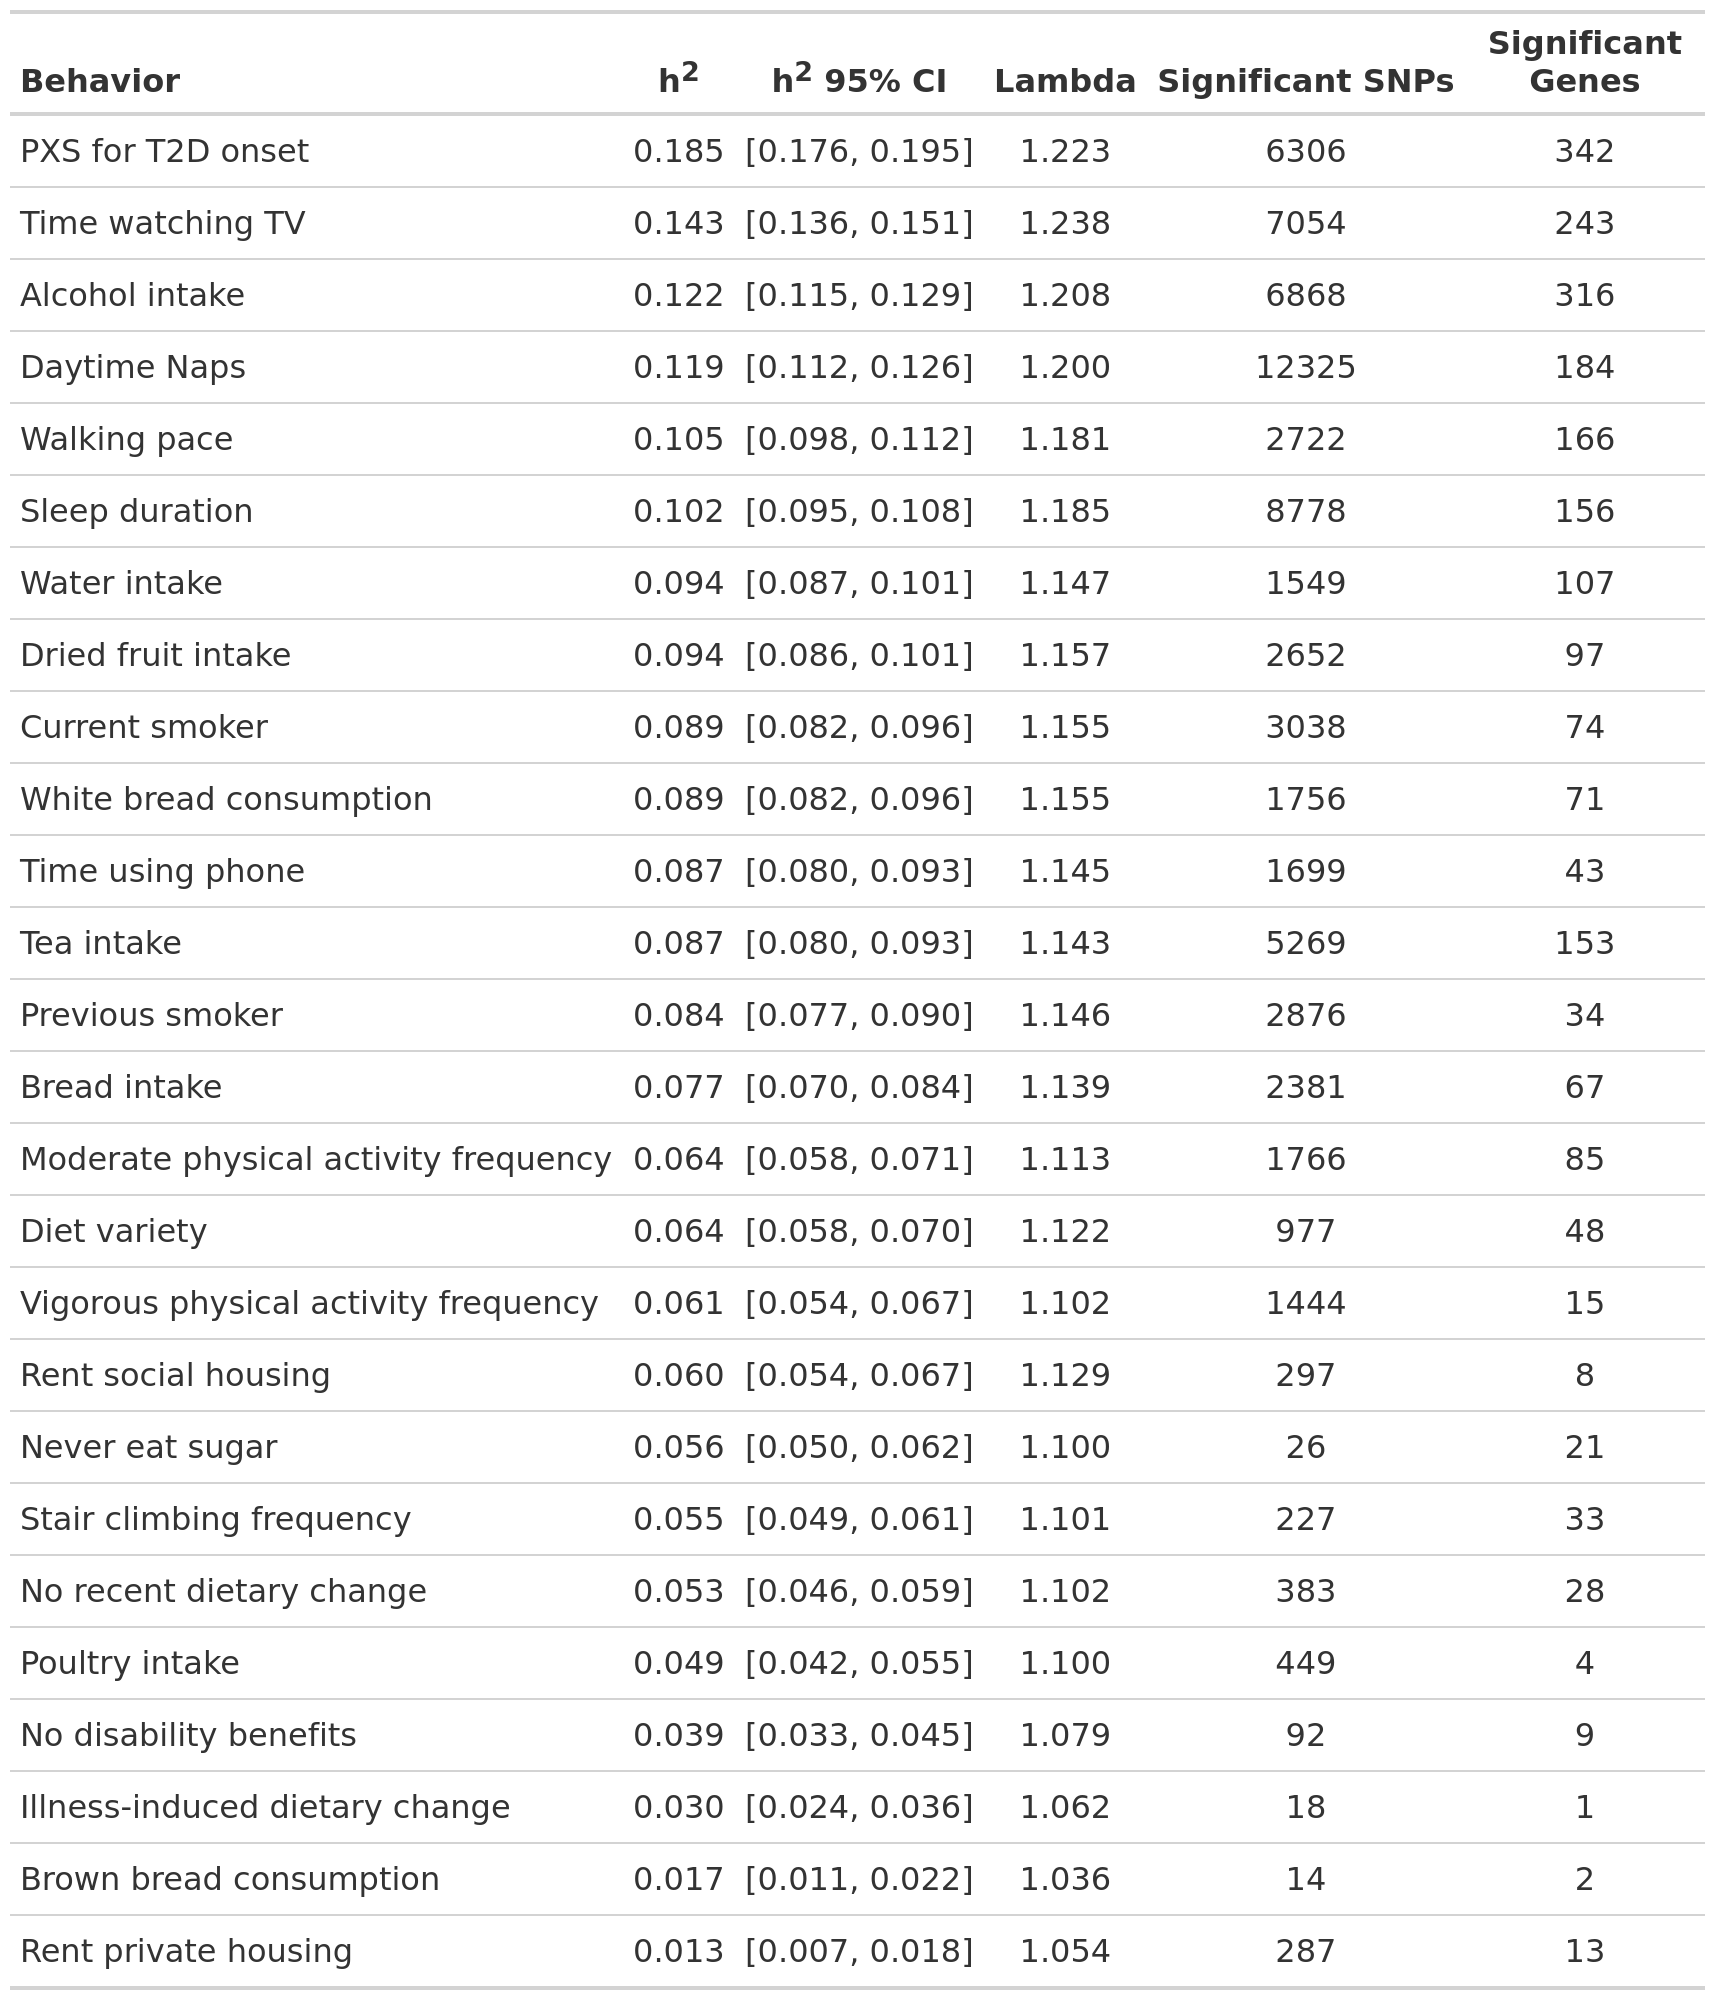 Behavior h² h² 95% CI Lambda Significant SNPs Significant Genes
PXS for T2D onset 0.185 [0.176, 0.195] 1.223 6306 342
Time watching TV 0.143 [0.136, 0.151] 1.238 7054 243
Alcohol intake 0.122 [0.115, 0.129] 1.208 6868 316
Daytime Naps 0.119 [0.112, 0.126] 1.200 12325 184
Walking pace 0.105 [0.098, 0.112] 1.181 2722 166
Sleep duration 0.102 [0.095, 0.108] 1.185 8778 156
Water intake 0.094 [0.087, 0.101] 1.147 1549 107
Dried fruit intake 0.094 [0.086, 0.101] 1.157 2652 97
Current smoker 0.089 [0.082, 0.096] 1.155 3038 74
White bread consumption 0.089 [0.082, 0.096] 1.155 1756 71
Time using phone 0.087 [0.080, 0.093] 1.145 1699 43
Tea intake 0.087 [0.080, 0.093] 1.143 5269 153
Previous smoker 0.084 [0.077, 0.090] 1.146 2876 34
Bread intake 0.077 [0.070, 0.084] 1.139 2381 67
Moderate physical activity frequency 0.064 [0.058, 0.071] 1.113 1766 85
Diet variety 0.064 [0.058, 0.070] 1.122 977 48
Vigorous physical activity frequency 0.061 [0.054, 0.067] 1.102 1444 15
Rent social housing 0.060 [0.054, 0.067] 1.129 297 8
Never eat sugar 0.056 [0.050, 0.062] 1.100 26 21
Stair climbing frequency 0.055 [0.049, 0.061] 1.101 227 33
No recent dietary change 0.053 [0.046, 0.059] 1.102 383 28
Poultry intake 0.049 [0.042, 0.055] 1.100 449 4
No disability benefits 0.039 [0.033, 0.045] 1.079 92 9
Illness-induced dietary change 0.030 [0.024, 0.036] 1.062 18 1
Brown bread consumption 0.017 [0.011, 0.022] 1.036 14 2
Rent private housing 0.013 [0.007, 0.018] 1.054 287 13